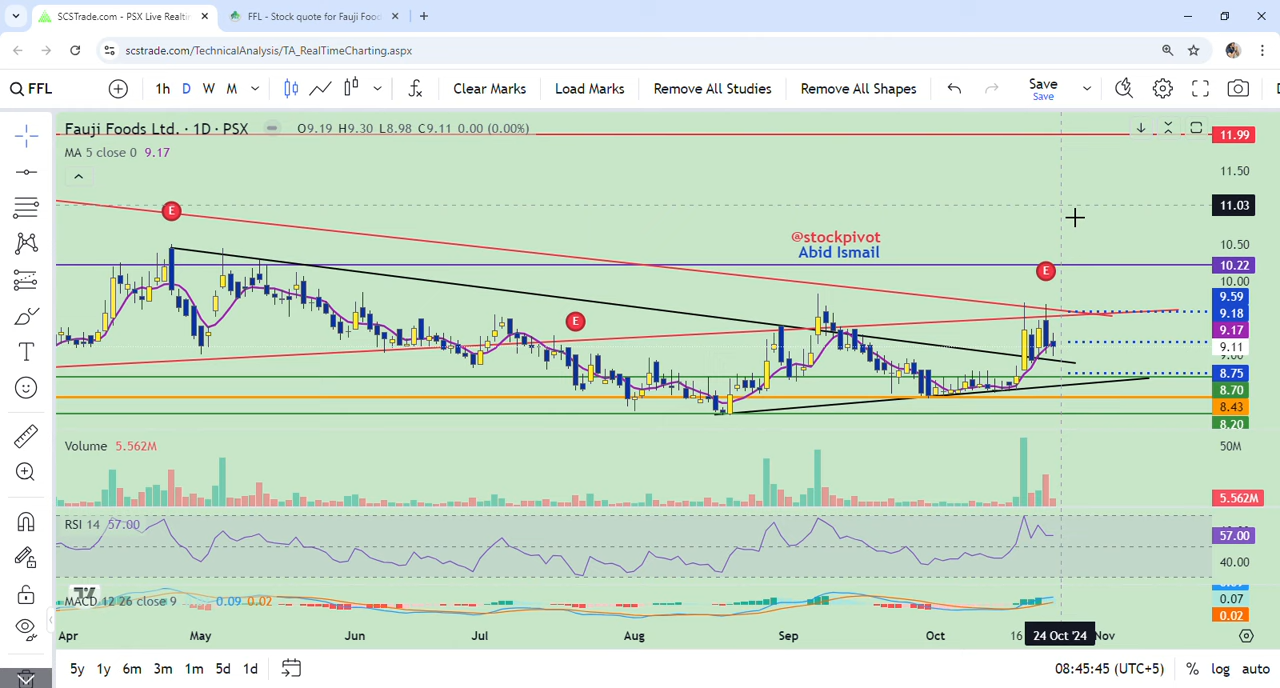 SCSTrade.com - PSX Live Realtim
FFL - Stock quote for Fauji Food
scstrade.com/TechnicalAnalysis/TA_RealTimeCharting.aspx
FFL
1h D W M
Clear Marks
Load Marks
Remove All Studies
Remove All Shapes
Save
Save
Fauji Foods Ltd. · 1D · PSX
O9.19 H9.30 L8.98 C9.11 0.00 (0.00%)
MA 5 close 0 9.17
11.99
11.50
11.03
10.50
10.22
10.00
9.59
9.18
9.17
9.11
9.00
8.75
8.70
8.43
8.20
E
E
E
@stockpivot
Abid Ismail
Volume 5.562M
50M
5.562M
RSI 14 57.00
57.00
40.00
MACD 12 26 close 9 0.09 0.02
0.07
0.02
Apr May Jun Jul Aug Sep Oct 16 24 Oct '24 Nov
5y 1y 6m 3m 1m 5d 1d
08:45:45 (UTC+5) % log auto